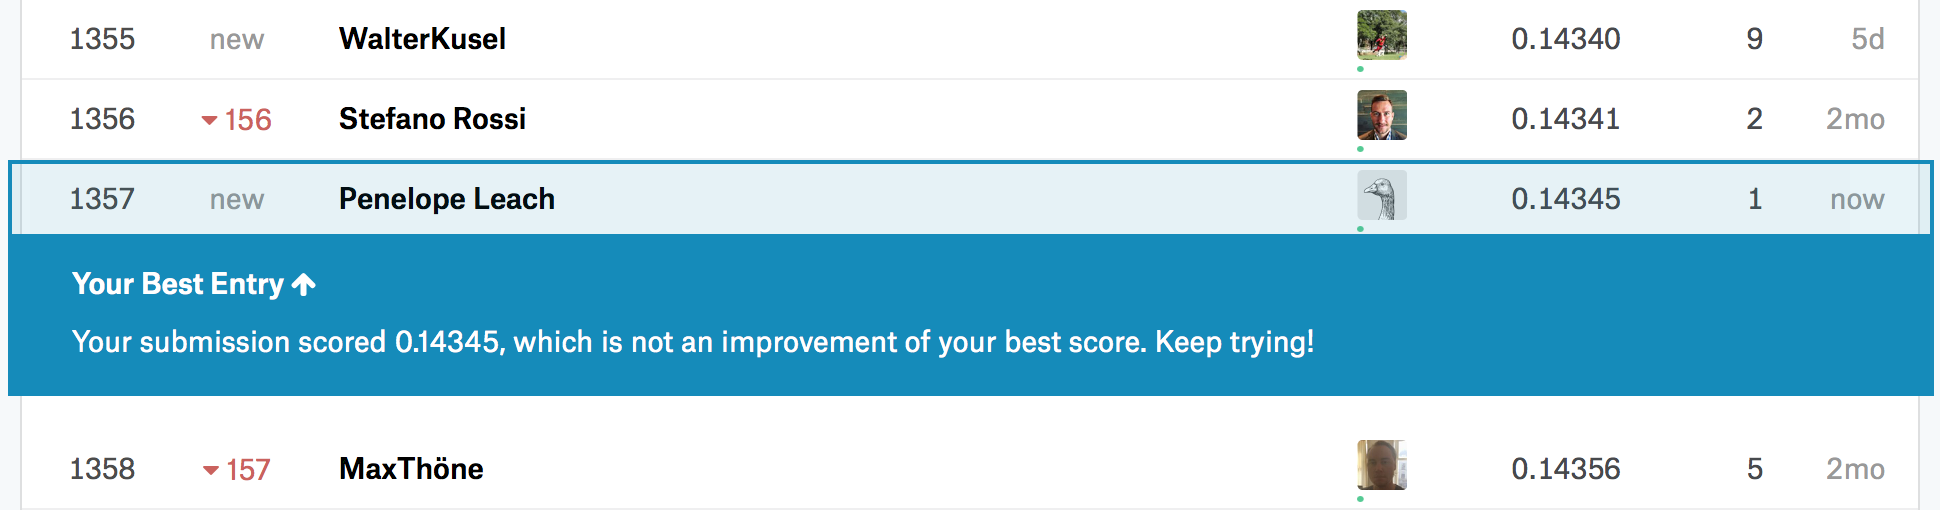 1355 new WalterKusel 0.14340 9 5d
1356 156 Stefano Rossi 0.14341 2 2mo
1357 new Penelope Leach 0.14345 1 now
Your Best Entry
Your submission scored 0.14345, which is not an improvement of your best score. Keep trying!
1358 157 MaxThöne 0.14356 5 2mo